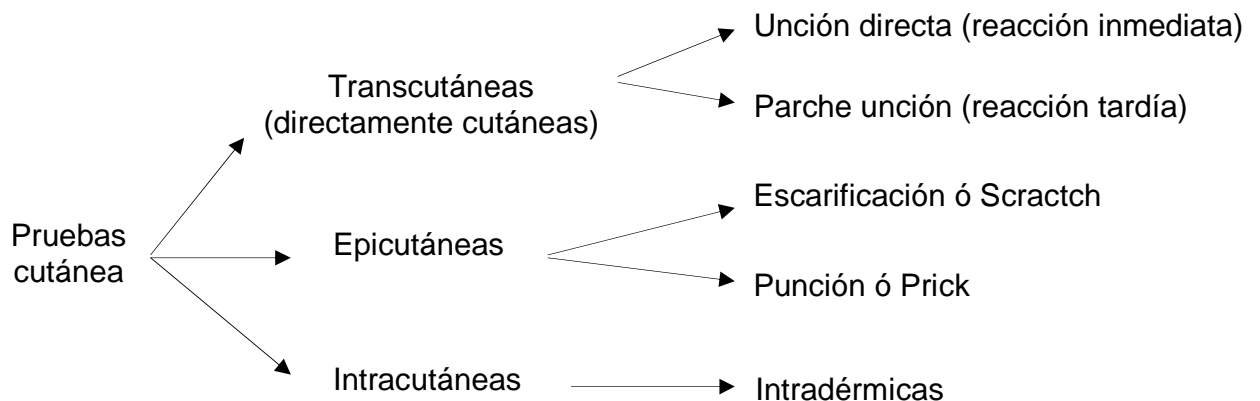 Unción directa (reacción inmediata)
Transcutáneas
(directamente cutáneas)
Parche unción (reacción tardía)
Escarificación ó Scractch
Pruebas
cutánea
Epicutáneas
Punción ó Prick
Intracutáneas
Intradérmicas